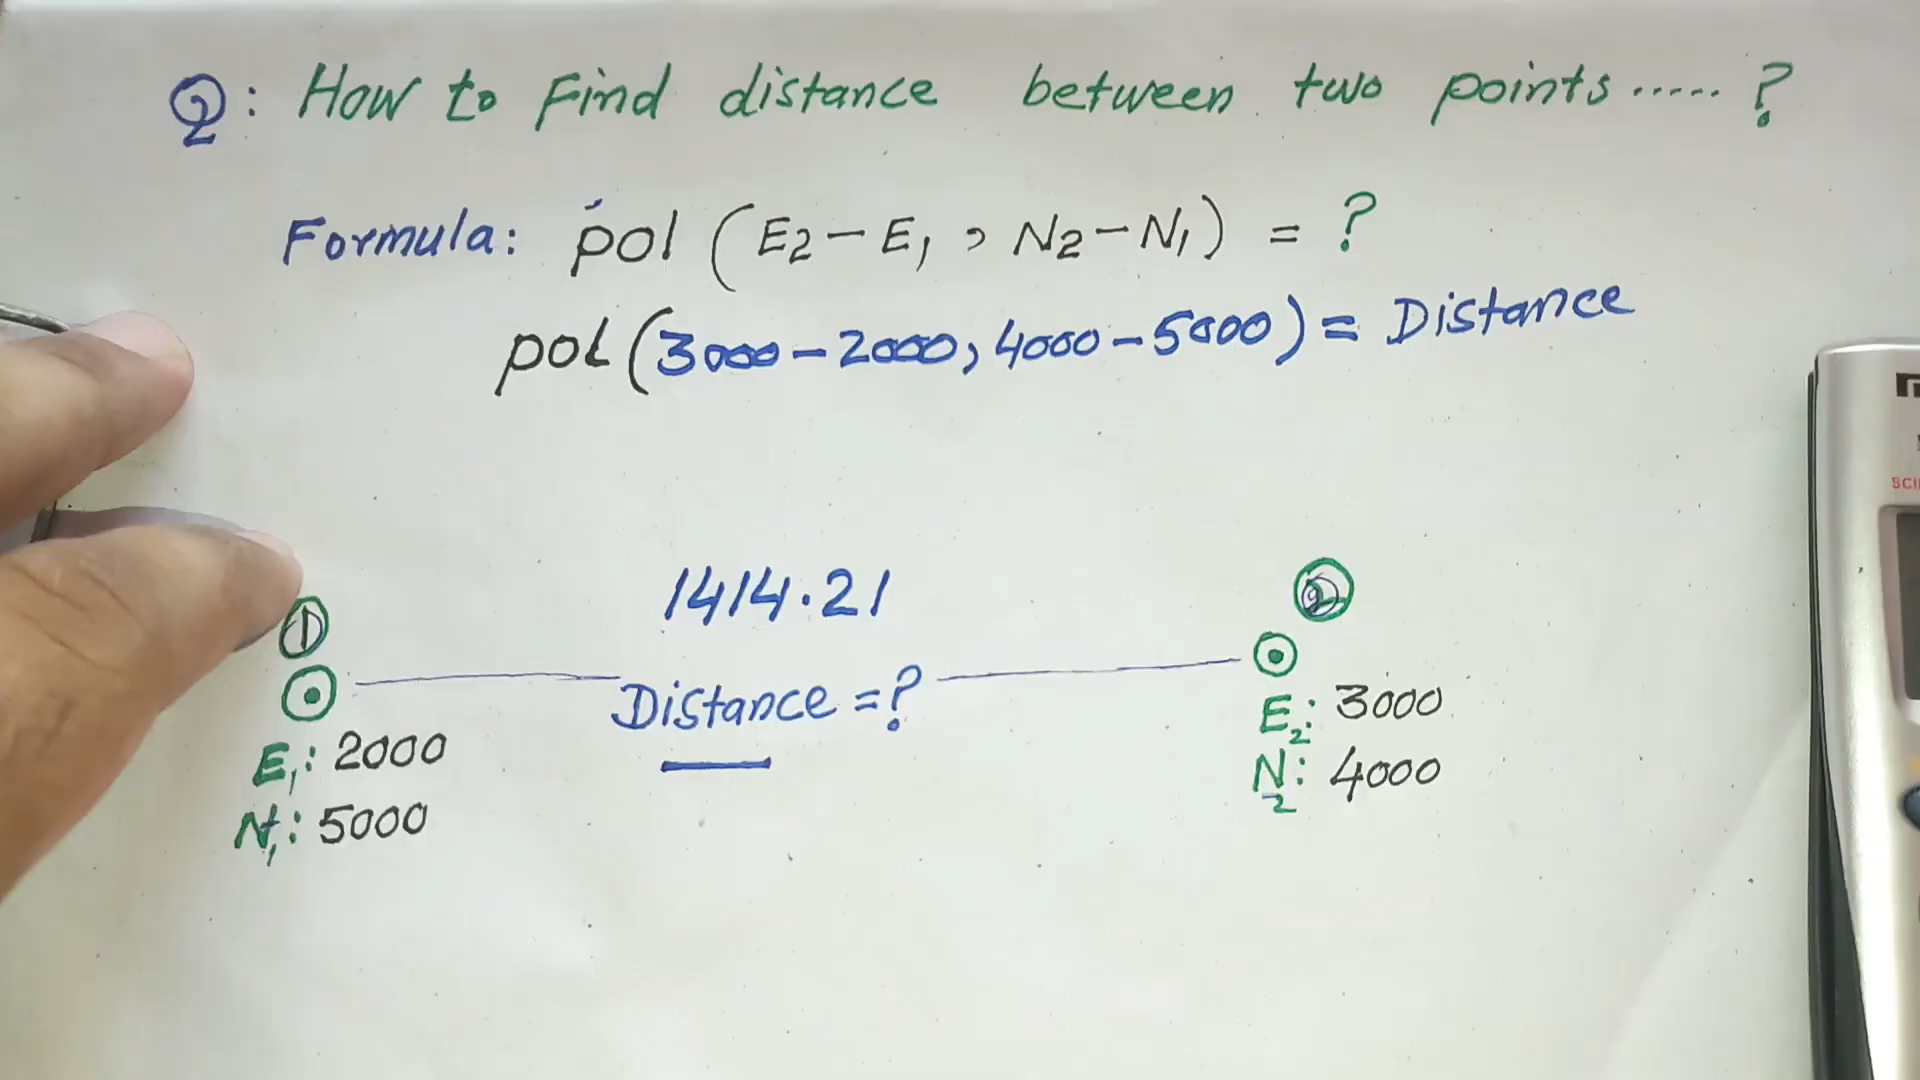 Q: How to Find distance between two points.....?
Formula: pol (E2-E1, N2-N1) = ?
pol (3000-2000, 4000-5000) = Distance
1414.21
1
2
Distance =?
E1: 2000
N1: 5000
E2: 3000
N2: 4000